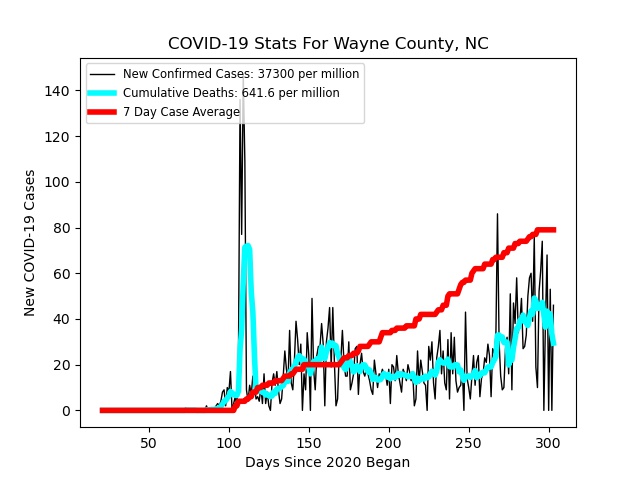 COVID-19 Stats For Wayne County, NC
New Confirmed Cases: 37300 per million
Cumulative Deaths: 641.6 per million
7 Day Case Average
New COVID-19 Cases
140
120
100
80
60
40
20
0
50
100
150
200
250
300
Days Since 2020 Began